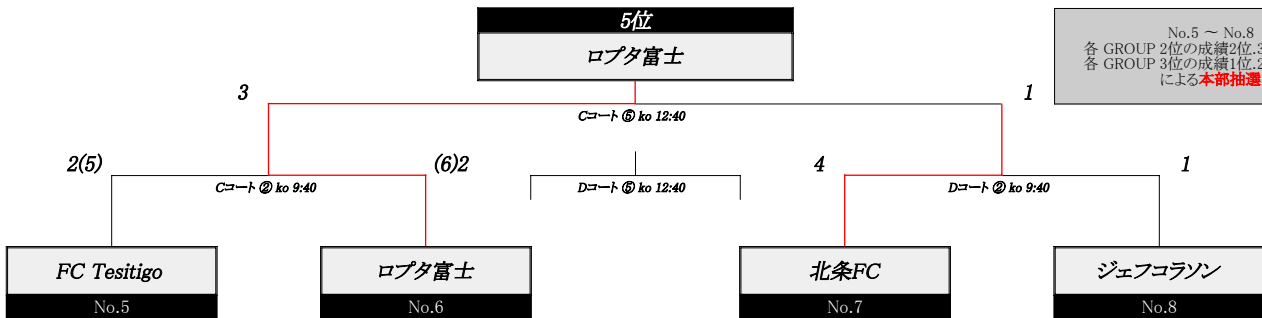 5位
ロプタ富士
No.5 ～ No.8
各 GROUP 2位の成績2位.3
各 GROUP 3位の成績1位.2
による本部抽選
3
1
Cコート ⑤ ko 12:40
2(5)
(6)2
4
1
Cコート ② ko 9:40
Dコート ⑤ ko 12:40
Dコート ② ko 9:40
FC Tesitigo
ロプタ富士
北条FC
ジェフコラソン
No.5
No.6
No.7
No.8